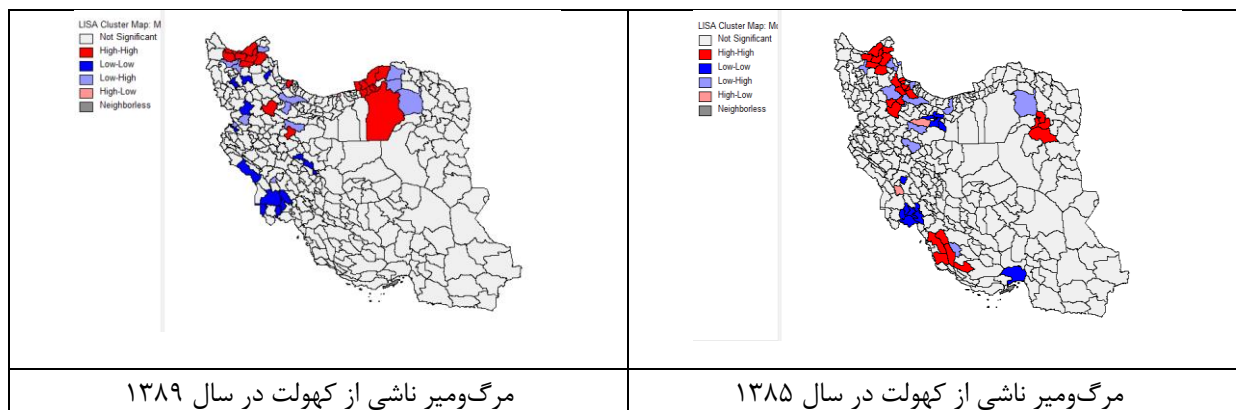 LISA Cluster Map: M
Not Significant
High-High
Low-Low
Low-High
High-Low
Neighborless
LISA Cluster Map: Mo
Not Significant
High-High
Low-Low
Low-High
High-Low
Neighborless
مرگ‌ومیر ناشی از کهولت در سال ۱۳۸۹
مرگ‌ومیر ناشی از کهولت در سال ۱۳۸۵